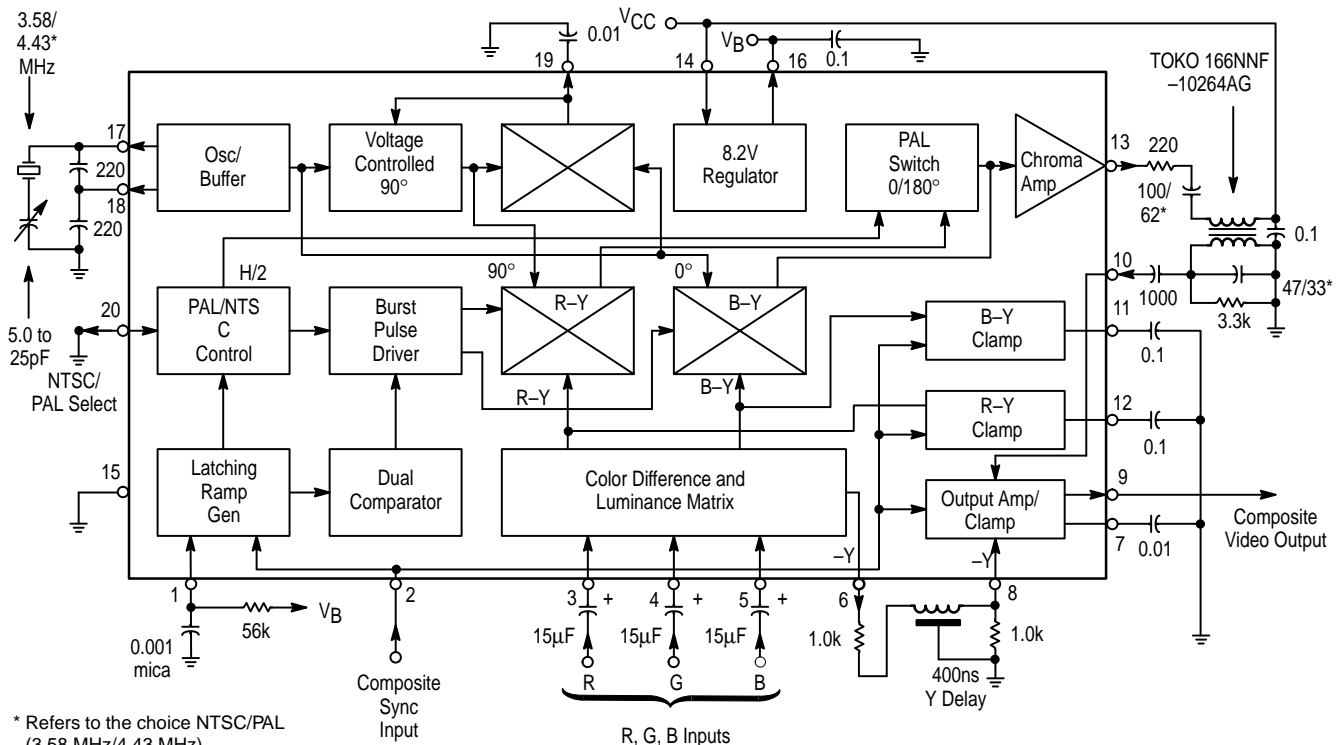 3.58/
4.43*
MHz
0.01
VCC
VB
0.1
TOKO 166NNF
–10264AG
19
14
16
17
Osc/
Buffer
Voltage
Controlled
90°
8.2V
Regulator
PAL
Switch
0/180°
Chroma
Amp
13
220
100/
62*
0.1
220
18
220
10
1000
47/33*
3.3k
H/2
90°
0°
20
PAL/NTS
C
Control
Burst
Pulse
Driver
R–Y
B–Y
B–Y
Clamp
11
0.1
5.0 to
25pF
NTSC/
PAL Select
R–Y
B–Y
R–Y
Clamp
12
0.1
15
Latching
Ramp
Gen
Dual
Comparator
Color Difference and
Luminance Matrix
Output Amp/
Clamp
9
Composite
Video Output
7
0.01
–Y
–Y
1
2
3
+
4
+
5
+
6
8
56k
VB
0.001
mica
15µF
15µF
15µF
1.0k
1.0k
400ns
Y Delay
R
G
B
Composite
Sync
Input
R, G, B Inputs
* Refers to the choice NTSC/PAL
(3.58 MHz/4.43 MHz)